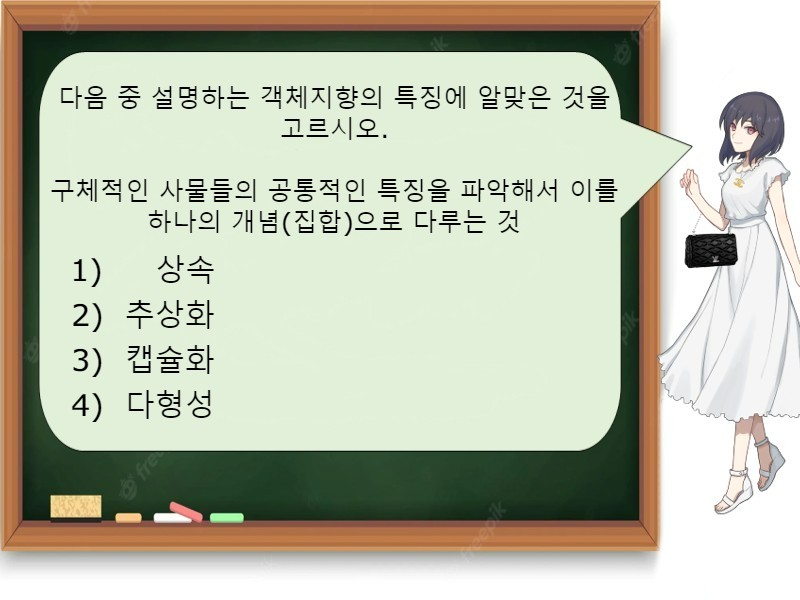 다음 중 설명하는 객체지향의 특징에 알맞은 것을
고르시오.
구체적인 사물들의 공통적인 특징을 파악해서 이를
하나의 개념(집합)으로 다루는 것
1) 상속
2) 추상화
3) 캡슐화
4) 다형성